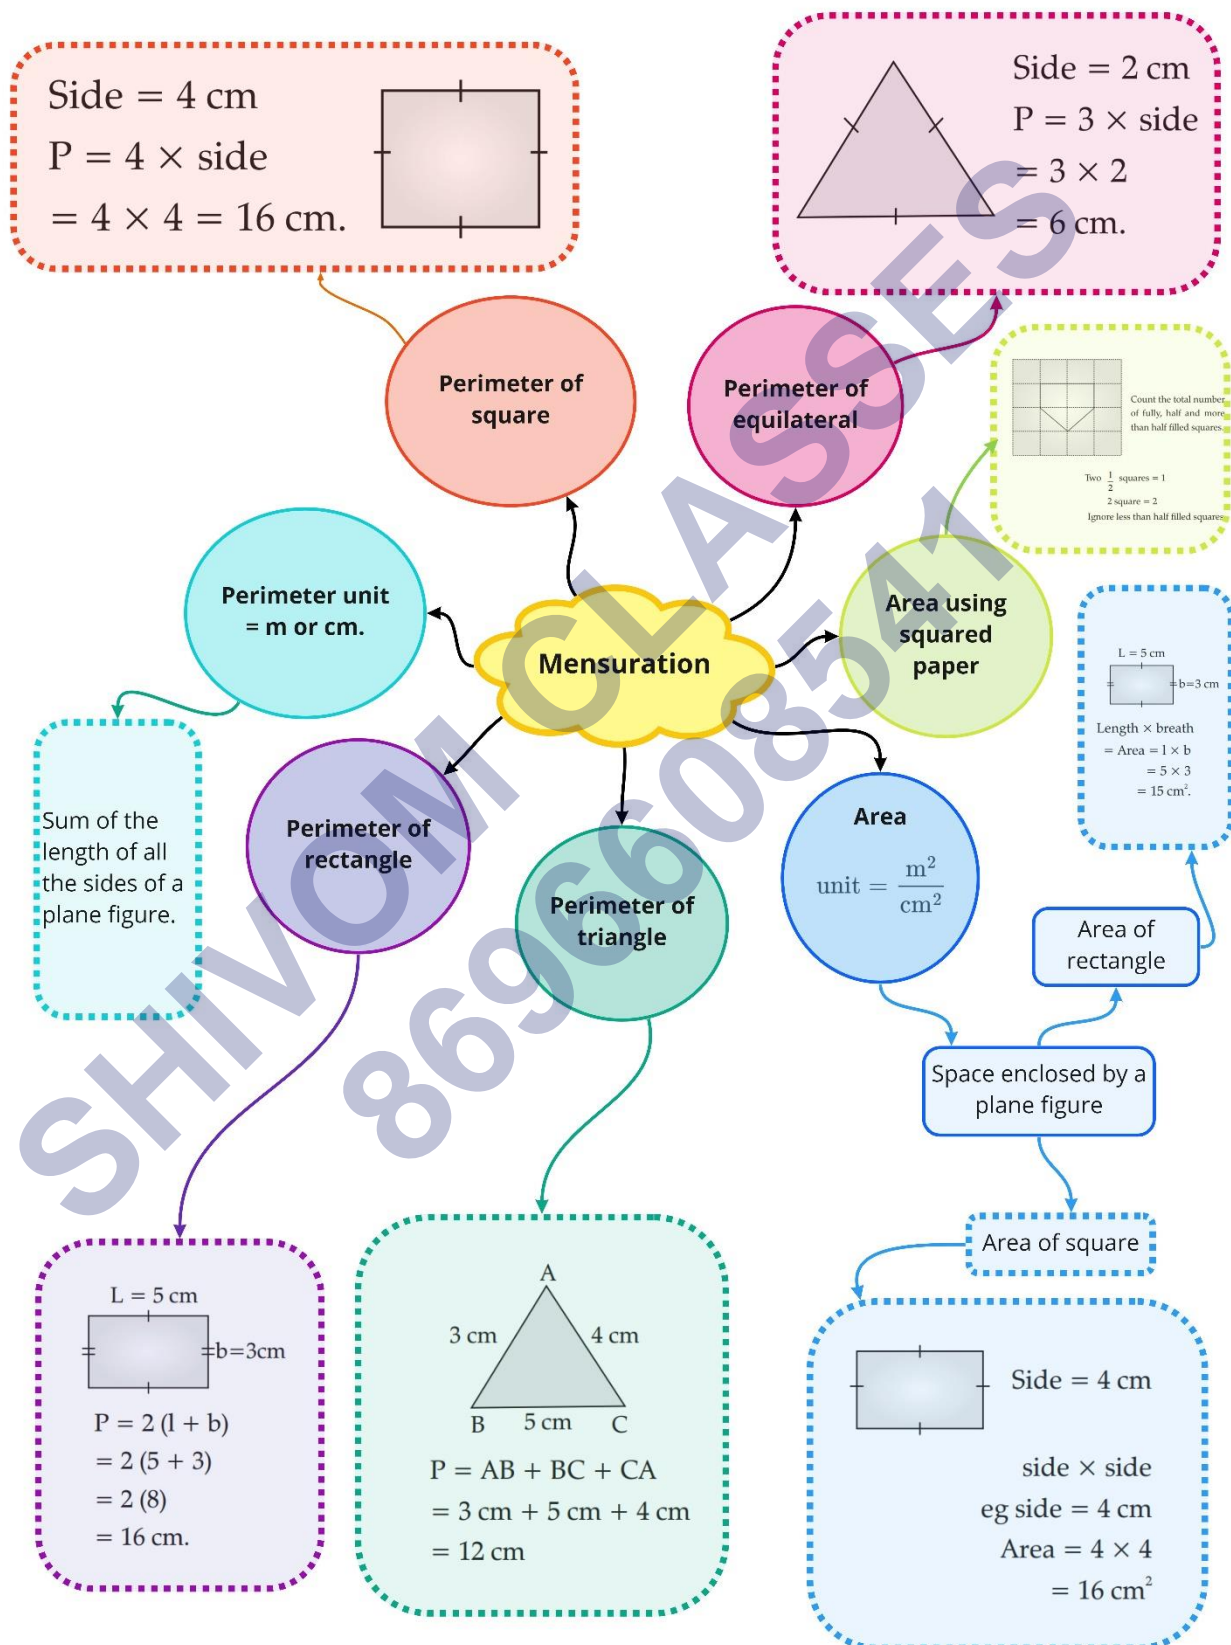 Side = 4 cm
P = 4 × side
= 4 × 4 = 16 cm.
Side = 2 cm
P = 3 × side
= 3 × 2
= 6 cm.
Perimeter of
square
Perimeter of
equilateral
Count the total number
of fully, half and more
than half filled squares.
Two 1/2 squares = 1
2 square = 2
Ignore less than half filled squares
Perimeter unit
= m or cm.
Mensuration
Area using
squared
paper
L = 5 cm
b=3 cm
Length × breath
= Area = l × b
= 5 × 3
= 15 cm².
Sum of the
length of all
the sides of a
plane figure.
Perimeter of
rectangle
Perimeter of
triangle
Area
unit = m²/cm²
Area of
rectangle
Space enclosed by a
plane figure
Area of square
L = 5 cm
b=3cm
P = 2 (l + b)
= 2 (5 + 3)
= 2 (8)
= 16 cm.
A
3 cm
4 cm
B
5 cm
C
P = AB + BC + CA
= 3 cm + 5 cm + 4 cm
= 12 cm
Side = 4 cm
side × side
eg side = 4 cm
Area = 4 × 4
= 16 cm²
SHIVOM CLASSES
8696608541